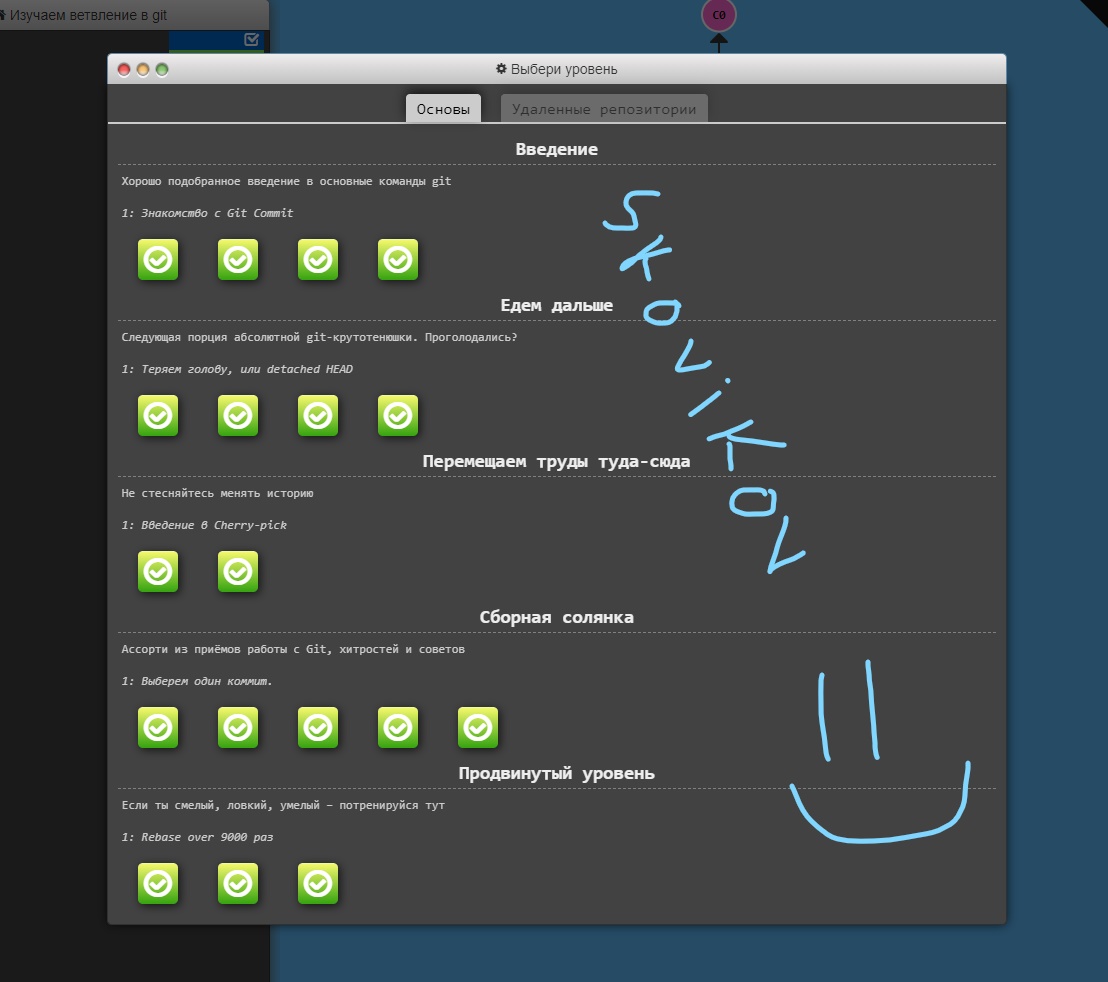 Изучаем ветвление в git
C0
Выбери уровень
Основы
Удаленные репозитории
Введение
Хорошо подобранное введение в основные команды git
1: Знакомство с Git Commit
Едем дальше
Следующая порция абсолютной git-крутотенюшки. Проголодались?
1: Теряем голову, или detached HEAD
Перемещаем труды туда-сюда
Не стесняйтесь менять историю
1: Введение в Cherry-pick
Сборная солянка
Ассорти из приёмов работы с Git, хитростей и советов
1: Выберем один коммит.
Продвинутый уровень
Если ты смелый, ловкий, умелый – потренируйся тут
1: Rebase over 9000 раз
SKoviKov